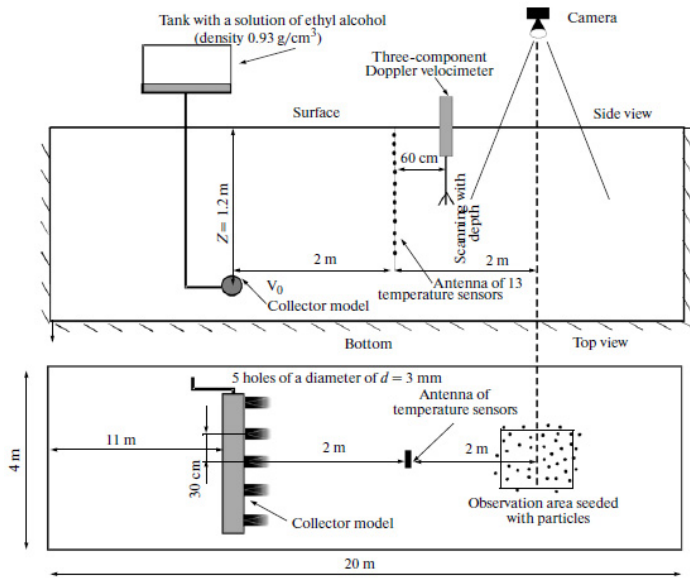 Tank with a solution of ethyl alcohol
(density 0.93 g/cm³)
Camera
Three-component
Doppler velocimeter
Surface
Side view
60 cm
Z = 1.2 m
Scanning with
depth
2 m
2 m
V₀
Antenna of 13
temperature sensors
Collector model
Bottom
Top view
5 holes of a diameter of d = 3 mm
Antenna of
temperature sensors
11 m
2 m
2 m
4 m
30 cm
Collector model
Observation area seeded
with particles
20 m